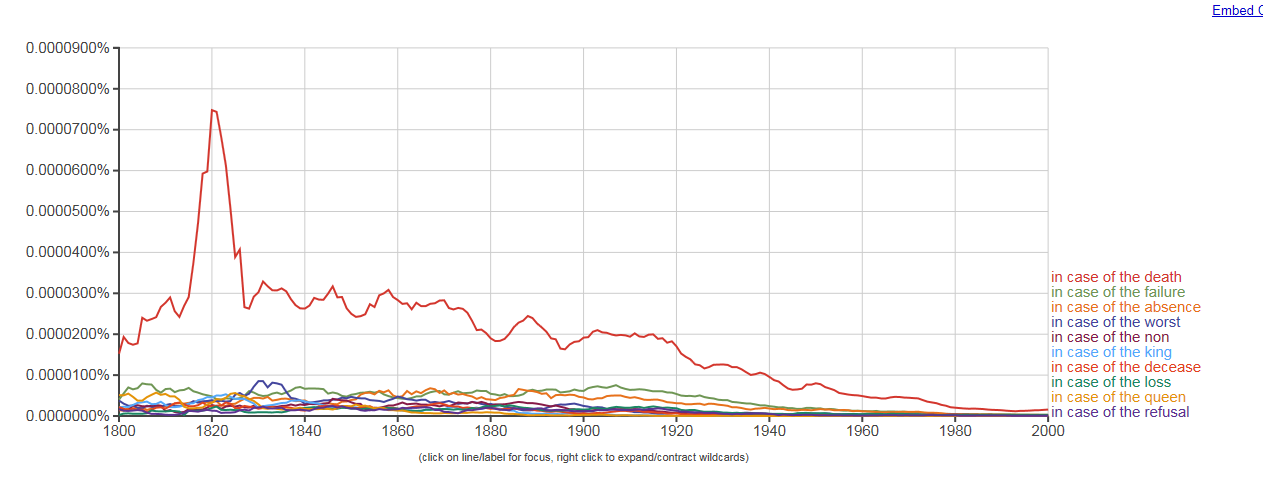 Embed C
0.0000900%
0.0000800%
0.0000700%
0.0000600%
0.0000500%
0.0000400%
0.0000300%
0.0000200%
0.0000100%
0.0000000%
in case of the death
in case of the failure
in case of the absence
in case of the worst
in case of the non
in case of the king
in case of the decease
in case of the loss
in case of the queen
in case of the refusal
1800 1820 1840 1860 1880 1900 1920 1940 1960 1980 2000
(click on line/label for focus, right click to expand/contract wildcards)